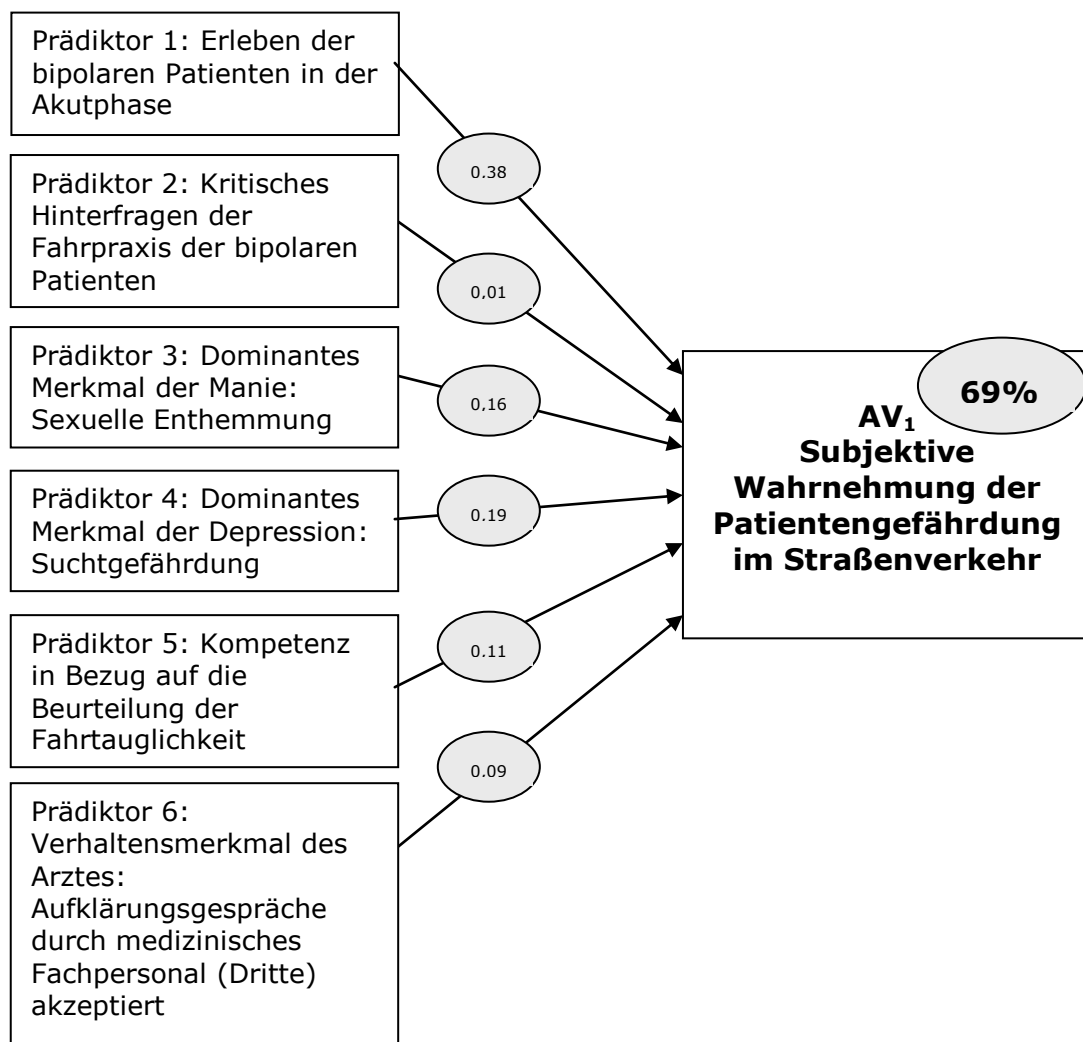 Prädiktor 1: Erleben der
bipolaren Patienten in der
Akutphase
0.38
Prädiktor 2: Kritisches
Hinterfragen der
Fahrpraxis der bipolaren
Patienten
0,01
Prädiktor 3: Dominantes
Merkmal der Manie:
Sexuelle Enthemmung
0,16
Prädiktor 4: Dominantes
Merkmal der Depression:
Suchtgefährdung
0.19
Prädiktor 5: Kompetenz
in Bezug auf die
Beurteilung der
Fahrtauglichkeit
0.11
Prädiktor 6:
Verhaltensmerkmal des
Arztes:
Aufklärungsgespräche
durch medizinisches
Fachpersonal (Dritte)
akzeptiert
0.09
69%
AV₁
Subjektive
Wahrnehmung der
Patientengefährdung
im Straßenverkehr